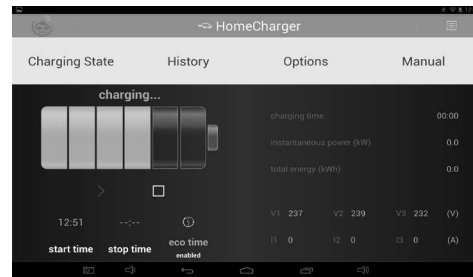 HomeCharger
Charging State History Options Manual
charging...
charging time 00:00
instantaneous power (kW) 0.0
total energy (kWh) 0.0
V1 237 V2 239 V3 232 (V)
12:51 --:--
I1 0 I2 0 I3 0 (A)
start time stop time eco time
enabled